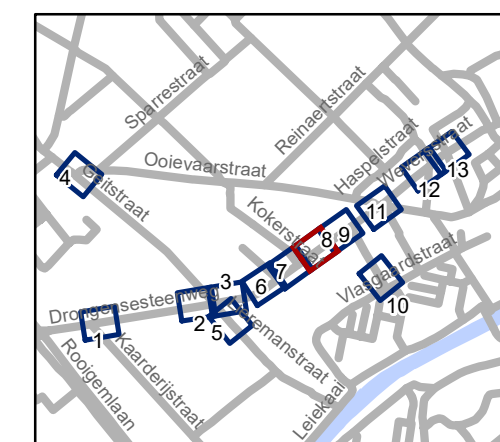 Sparrestraat
Reinaertstraat
Haspelstraat
Weversstraat
13
12
4
Geitstraat
Ooievaarstraat
Kokerstraat
11
8
9
7
6
3
Vlasgaardstraat
10
Drongensesteenweg
2
5
1
Rooigemlaan
Kaarderijstraat
Leiekaai